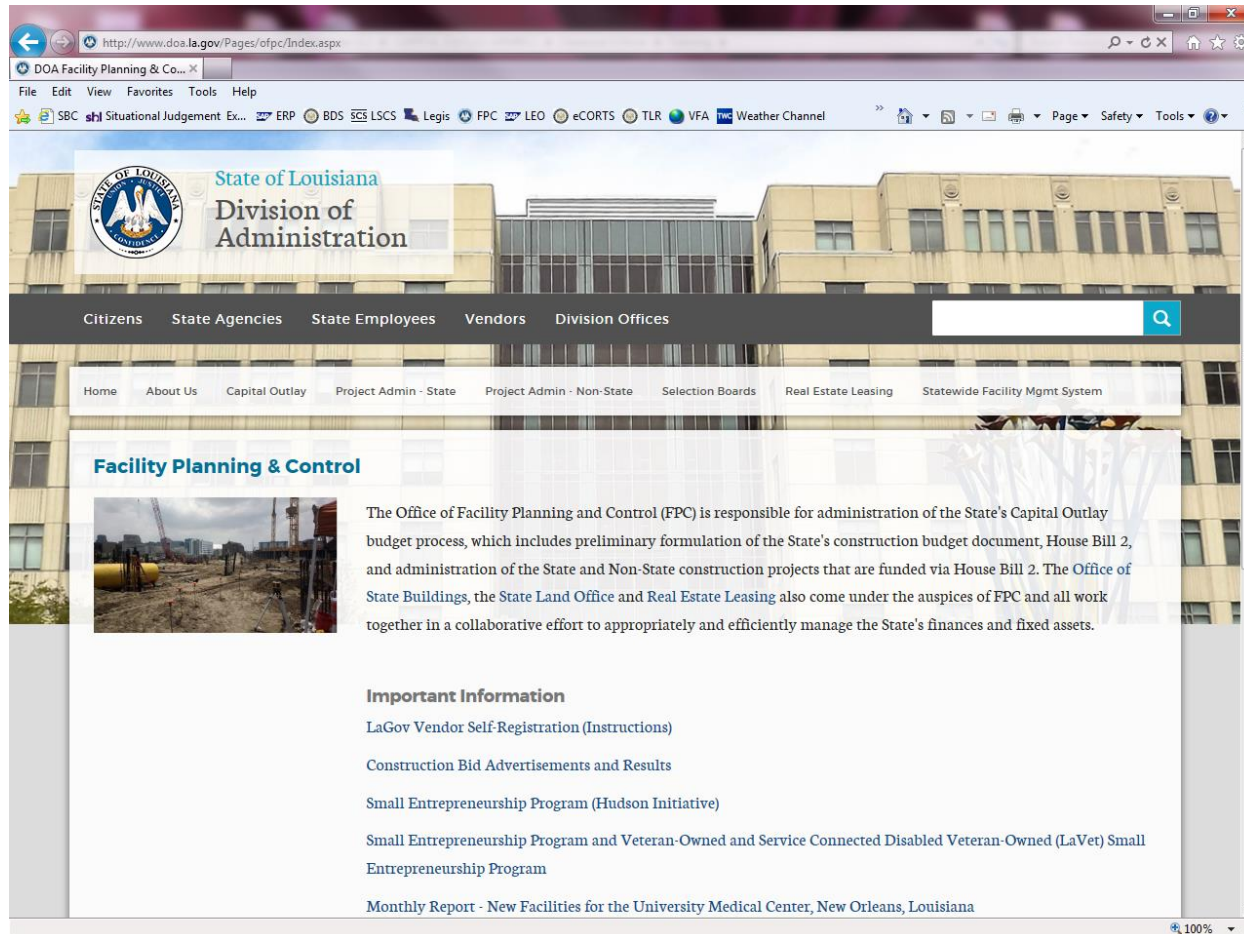 http://www.doa.la.gov/Pages/ofpc/Index.aspx
DOA Facility Planning & Co...
File Edit View Favorites Tools Help
SBC shl Situational Judgement Ex... ERP BDS SCS LSCS Legis FPC LEO eCORTS TLR VFA TWC Weather Channel » Page Safety Tools
STATE OF LOUISIANA
UNION · JUSTICE
CONFIDENCE
State of Louisiana
Division of
Administration
Citizens State Agencies State Employees Vendors Division Offices
Home About Us Capital Outlay Project Admin - State Project Admin - Non-State Selection Boards Real Estate Leasing Statewide Facility Mgmt System
Facility Planning & Control
The Office of Facility Planning and Control (FPC) is responsible for administration of the State's Capital Outlay
budget process, which includes preliminary formulation of the State's construction budget document, House Bill 2,
and administration of the State and Non-State construction projects that are funded via House Bill 2. The Office of
State Buildings, the State Land Office and Real Estate Leasing also come under the auspices of FPC and all work
together in a collaborative effort to appropriately and efficiently manage the State's finances and fixed assets.
Important Information
LaGov Vendor Self-Registration (Instructions)
Construction Bid Advertisements and Results
Small Entrepreneurship Program (Hudson Initiative)
Small Entrepreneurship Program and Veteran-Owned and Service Connected Disabled Veteran-Owned (LaVet) Small
Entrepreneurship Program
Monthly Report - New Facilities for the University Medical Center, New Orleans, Louisiana
100%